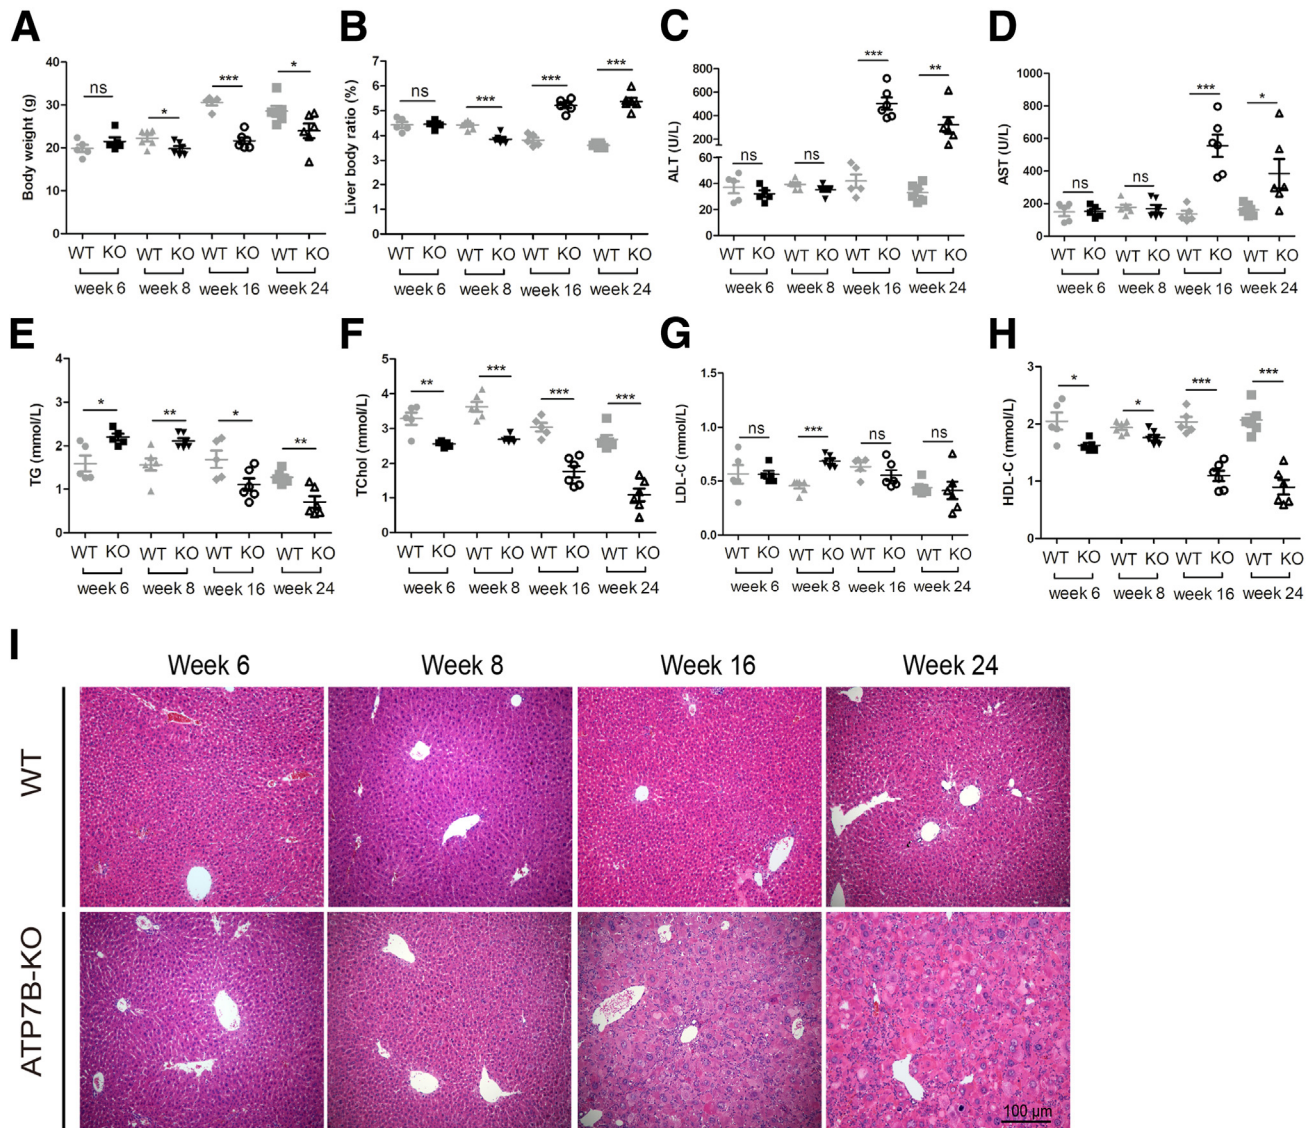 A
Body weight (g)
40
30
20
10
0
ns
*
***
*
WT KO WT KO WT KO WT KO
week 6 week 8 week 16 week 24
B
Liver body ratio (%)
7
6
5
4
3
2
1
0
ns
***
***
***
WT KO WT KO WT KO WT KO
week 6 week 8 week 16 week 24
C
ALT (U/L)
800
600
400
200
60
40
20
0
ns
ns
***
**
WT KO WT KO WT KO WT KO
week 6 week 8 week 16 week 24
D
AST (U/L)
1000
800
600
400
200
0
ns
ns
***
*
WT KO WT KO WT KO WT KO
week 6 week 8 week 16 week 24
E
TG (mmol/L)
4
3
2
1
0
*
**
*
**
WT KO WT KO WT KO WT KO
week 6 week 8 week 16 week 24
F
TChol (mmol/L)
5
4
3
2
1
0
**
***
***
***
WT KO WT KO WT KO WT KO
week 6 week 8 week 16 week 24
G
LDL-C (mmol/L)
1.5
1.0
0.5
0.0
ns
***
ns
ns
WT KO WT KO WT KO WT KO
week 6 week 8 week 16 week 24
H
HDL-C (mmol/L)
3
2
1
0
*
*
***
***
WT KO WT KO WT KO WT KO
week 6 week 8 week 16 week 24
I
Week 6 Week 8 Week 16 Week 24
WT
ATP7B-KO
100 μm